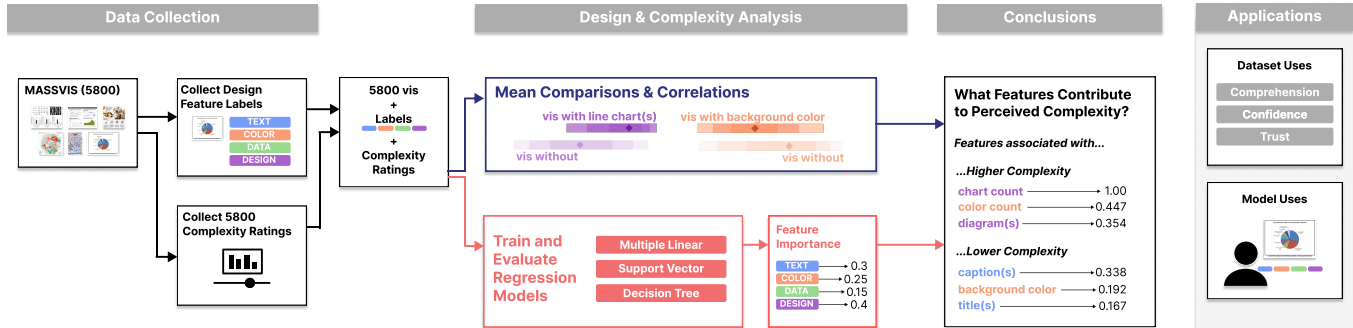 Data Collection
Design & Complexity Analysis
Conclusions
Applications
MASSVIS (5800)
Collect Design
Feature Labels
TEXT
COLOR
DATA
DESIGN
Collect 5800
Complexity Ratings
5800 vis
+
Labels
+
Complexity
Ratings
Mean Comparisons & Correlations
vis with line chart(s)
vis without
vis with background color
vis without
Train and
Evaluate
Regression
Models
Multiple Linear
Support Vector
Decision Tree
Feature
Importance
TEXT 0.3
COLOR 0.25
DATA 0.15
DESIGN 0.4
What Features Contribute
to Perceived Complexity?
Features associated with...
...Higher Complexity
chart count 1.00
color count 0.447
diagram(s) 0.354
...Lower Complexity
caption(s) 0.338
background color 0.192
title(s) 0.167
Dataset Uses
Comprehension
Confidence
Trust
Model Uses